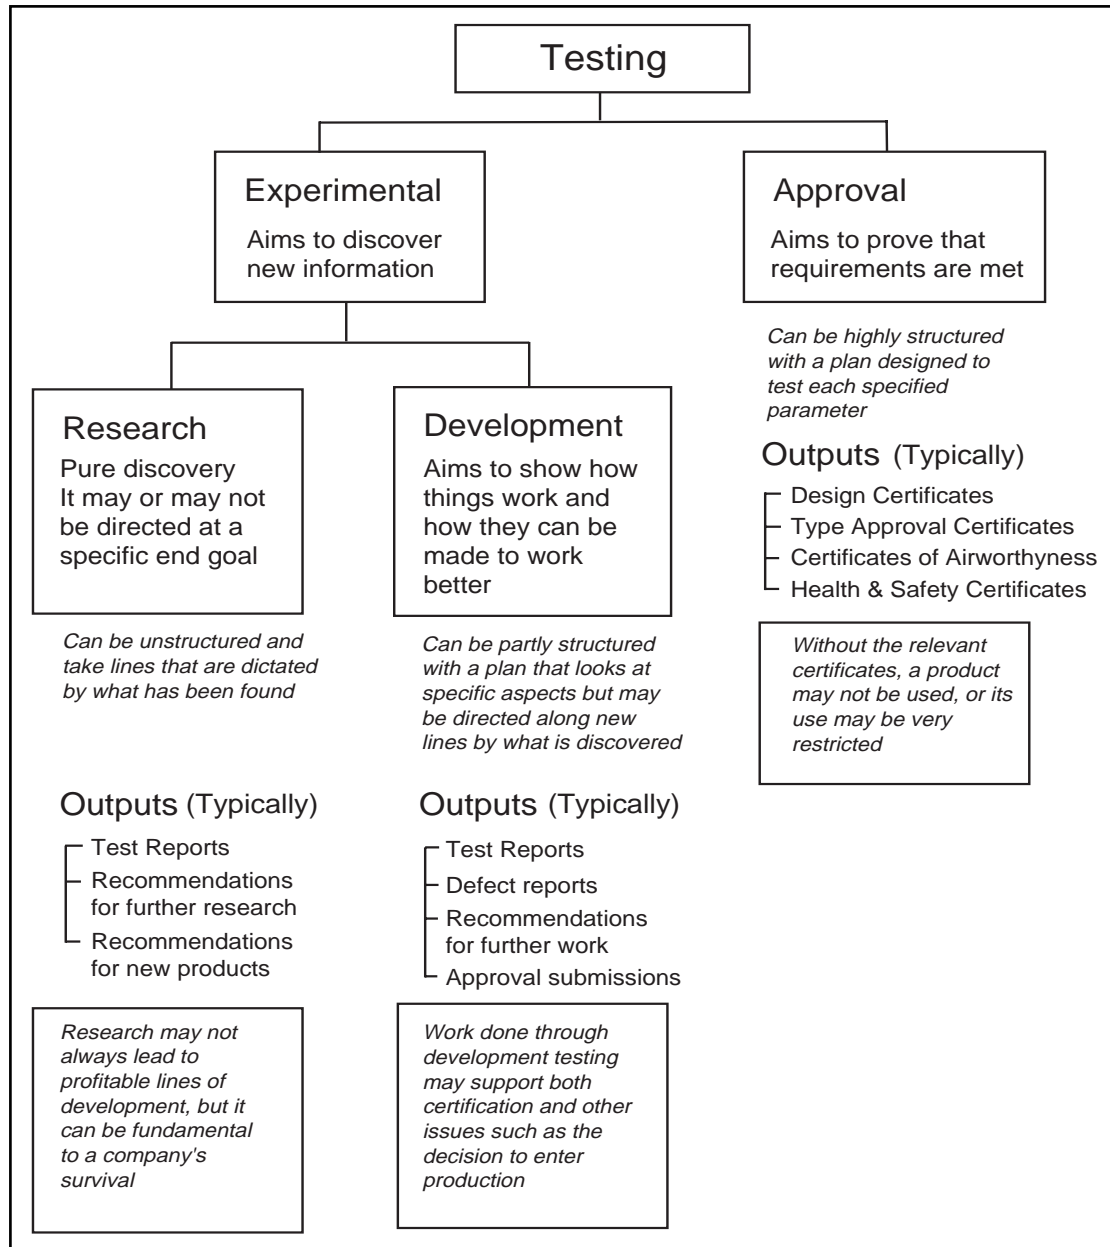 Testing
Experimental
Aims to discover
new information
Approval
Aims to prove that
requirements are met
Can be highly structured
with a plan designed to
test each specified
parameter
Outputs (Typically)
Design Certificates
Type Approval Certificates
Certificates of Airworthyness
Health & Safety Certificates
Without the relevant
certificates, a product
may not be used, or its
use may be very
restricted
Research
Pure discovery
It may or may not
be directed at a
specific end goal
Can be unstructured and
take lines that are dictated
by what has been found
Outputs (Typically)
Test Reports
Recommendations
for further research
Recommendations
for new products
Research may not
always lead to
profitable lines of
development, but it
can be fundamental
to a company's
survival
Development
Aims to show how
things work and
how they can be
made to work
better
Can be partly structured
with a plan that looks at
specific aspects but may
be directed along new
lines by what is discovered
Outputs (Typically)
Test Reports
Defect reports
Recommendations
for further work
Approval submissions
Work done through
development testing
may support both
certification and other
issues such as the
decision to enter
production